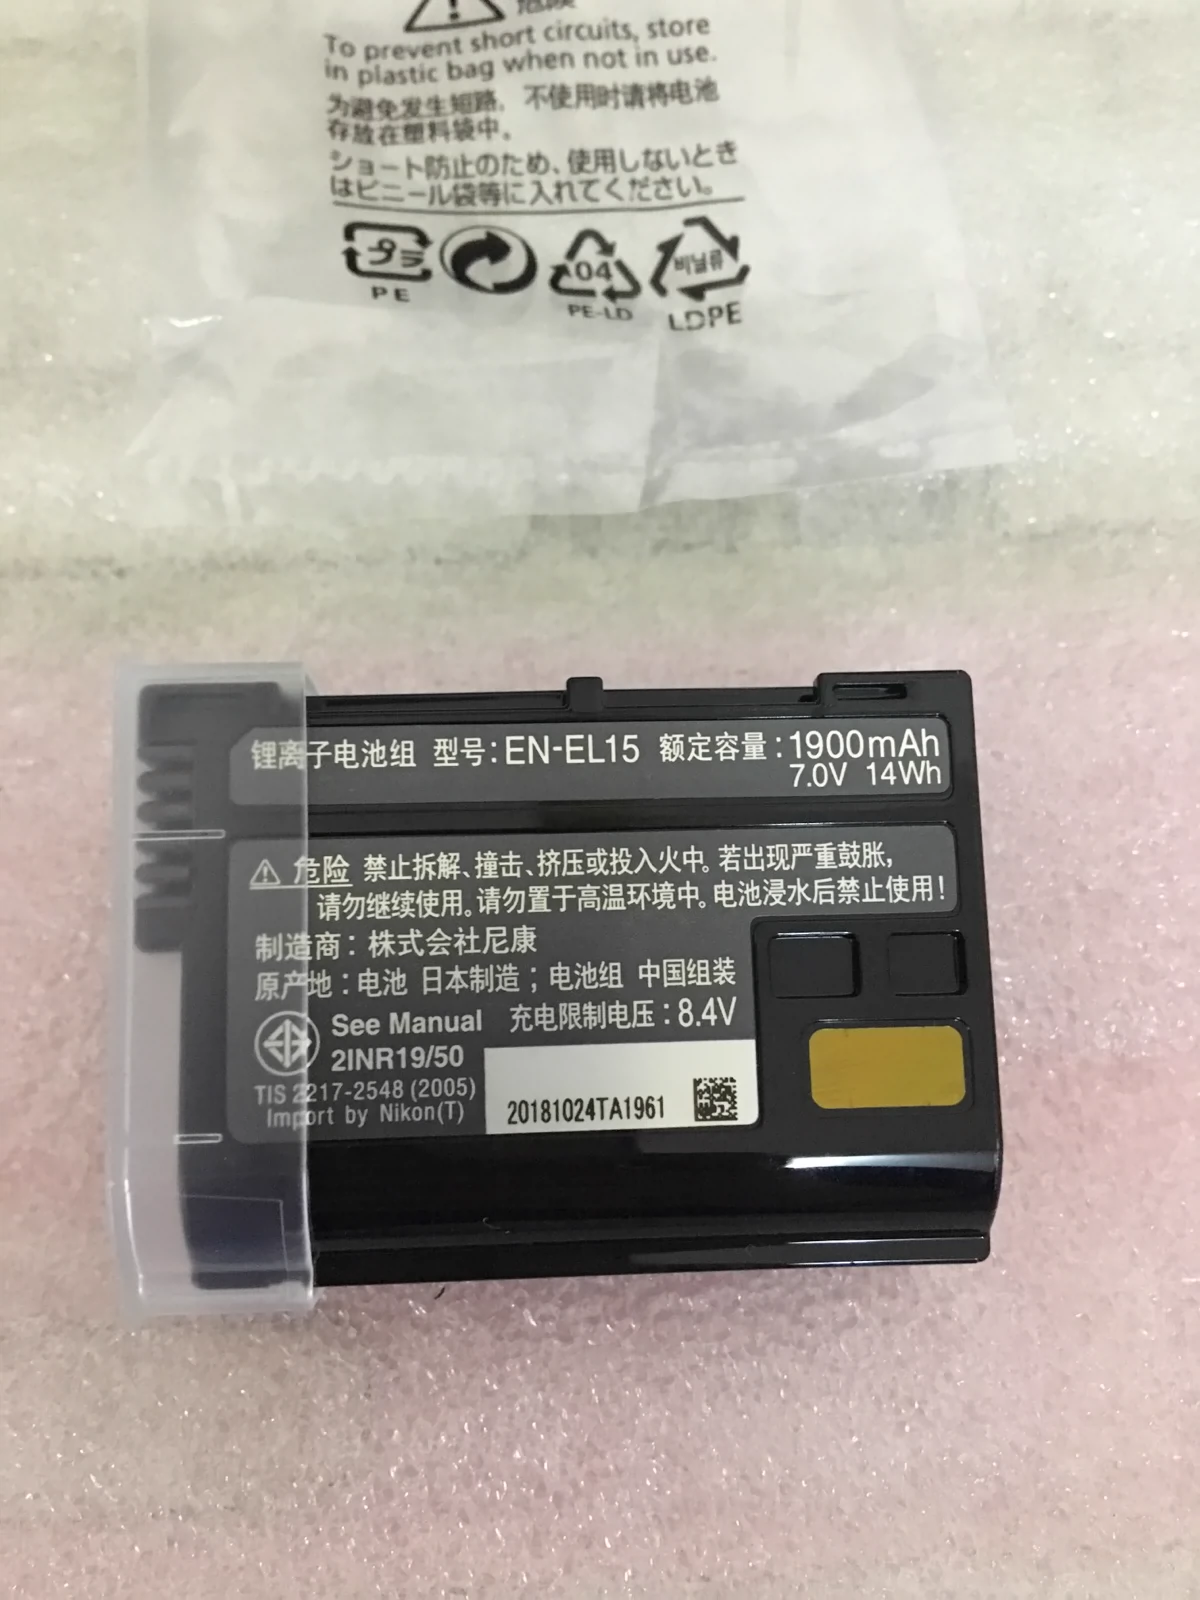 危険
To prevent short circuits, store
in plastic bag when not in use.
为避免发生短路，不使用时请将电池
存放在塑料袋中。
ショート防止のため、使用しないとき
はビニール袋等に入れてください。
プラ
04
비닐류
PE
PE-LD
LDPE
锂离子电池组 型号:EN-EL15 额定容量:1900mAh
7.0V 14Wh
危险 禁止拆解、撞击、挤压或投入火中。若出现严重鼓胀,
请勿继续使用。请勿置于高温环境中。电池浸水后禁止使用!
制造商: 株式会社尼康
原产地:电池 日本制造;电池组 中国组装
See Manual 充电限制电压:8.4V
2INR19/50
TIS 2217-2548 (2005)
Import by Nikon(T)
20181024TA1961